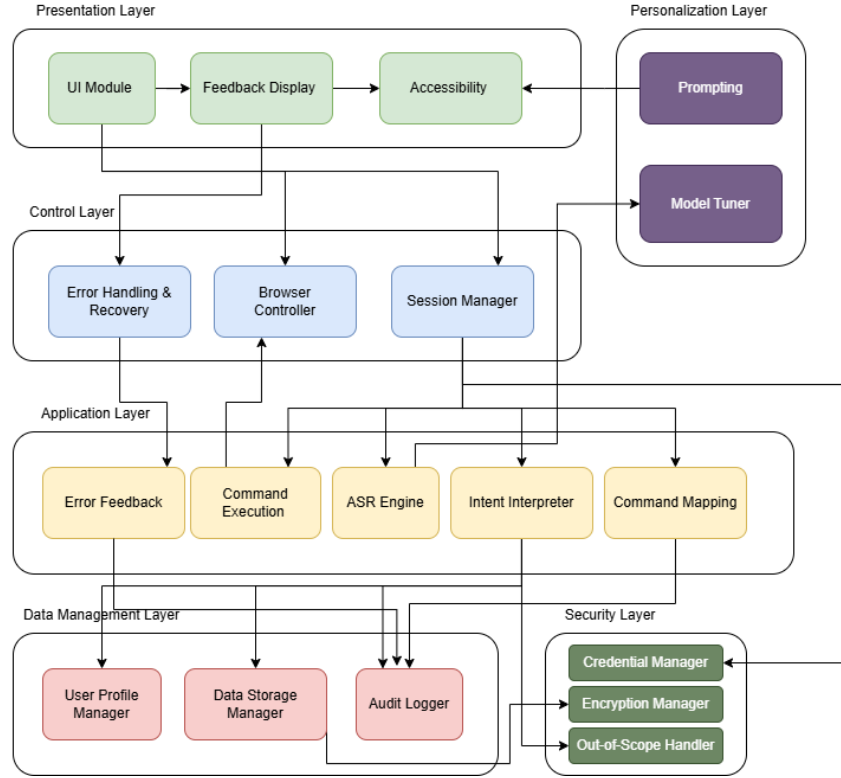 Presentation Layer
Personalization Layer
UI Module
Feedback Display
Accessibility
Prompting
Model Tuner
Control Layer
Error Handling &
Recovery
Browser
Controller
Session Manager
Application Layer
Error Feedback
Command
Execution
ASR Engine
Intent Interpreter
Command Mapping
Data Management Layer
Security Layer
User Profile
Manager
Data Storage
Manager
Audit Logger
Credential Manager
Encryption Manager
Out-of-Scope Handler